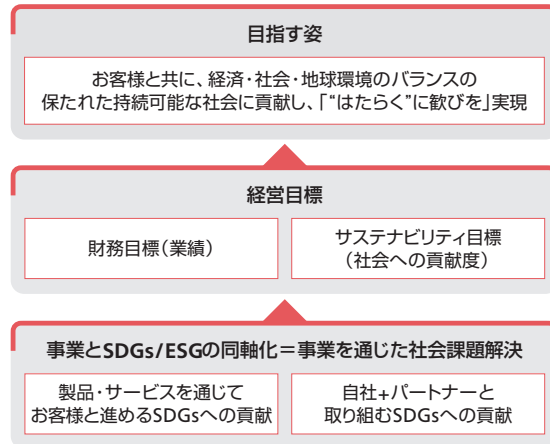 目指す姿
お客様と共に、経済・社会・地球環境のバランスの
保たれた持続可能な社会に貢献し、「“はたらく”に歓びを」実現
経営目標
財務目標(業績)
サステナビリティ目標
(社会への貢献度)
事業とSDGs/ESGの同軸化＝事業を通じた社会課題解決
製品・サービスを通じて
お客様と進めるSDGsへの貢献
自社+パートナーと
取り組むSDGsへの貢献